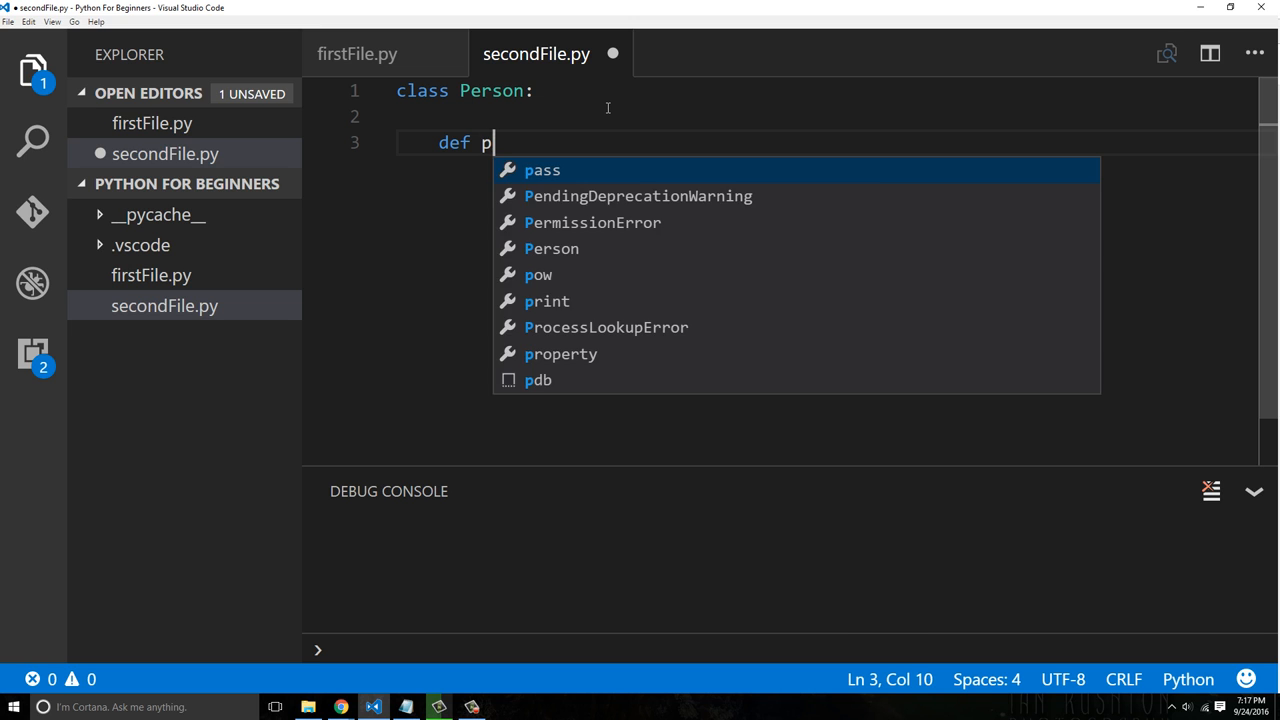 ● secondFile.py - Python For Beginners - Visual Studio Code
File Edit View Go Help
EXPLORER
OPEN EDITORS 1 UNSAVED
firstFile.py
● secondFile.py
PYTHON FOR BEGINNERS
__pycache__
.vscode
firstFile.py
secondFile.py
1
2
firstFile.py secondFile.py ●
1 class Person:
2
3 def p
pass
PendingDeprecationWarning
PermissionError
Person
pow
print
ProcessLookupError
property
pdb
DEBUG CONSOLE
0 0 Ln 3, Col 10 Spaces: 4 UTF-8 CRLF Python
I'm Cortana. Ask me anything.
7:17 PM
9/24/2016